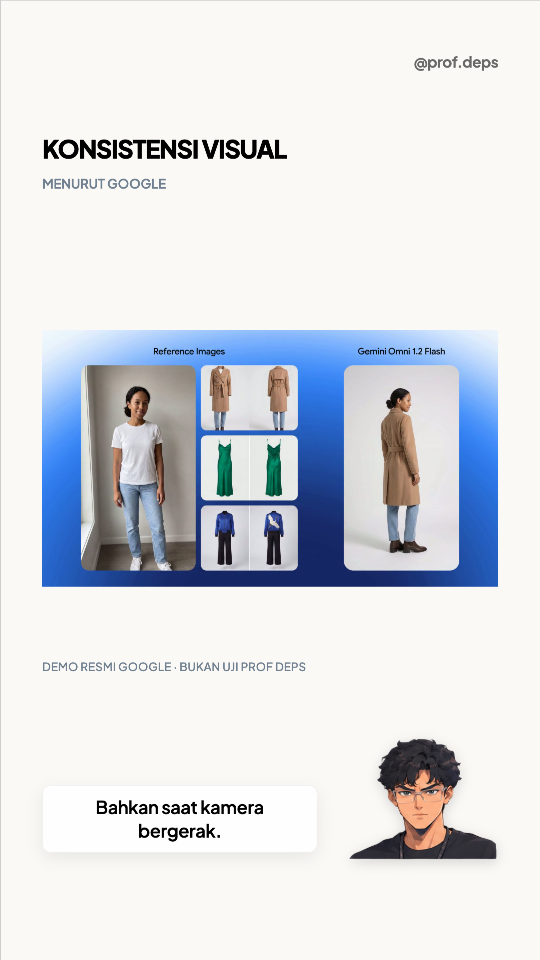 @prof.deps
KONSISTENSI VISUAL
MENURUT GOOGLE
Reference Images
Gemini Omni 1.2 Flash
DEMO RESMI GOOGLE · BUKAN UJI PROF DEPS
Bahkan saat kamera
bergerak.